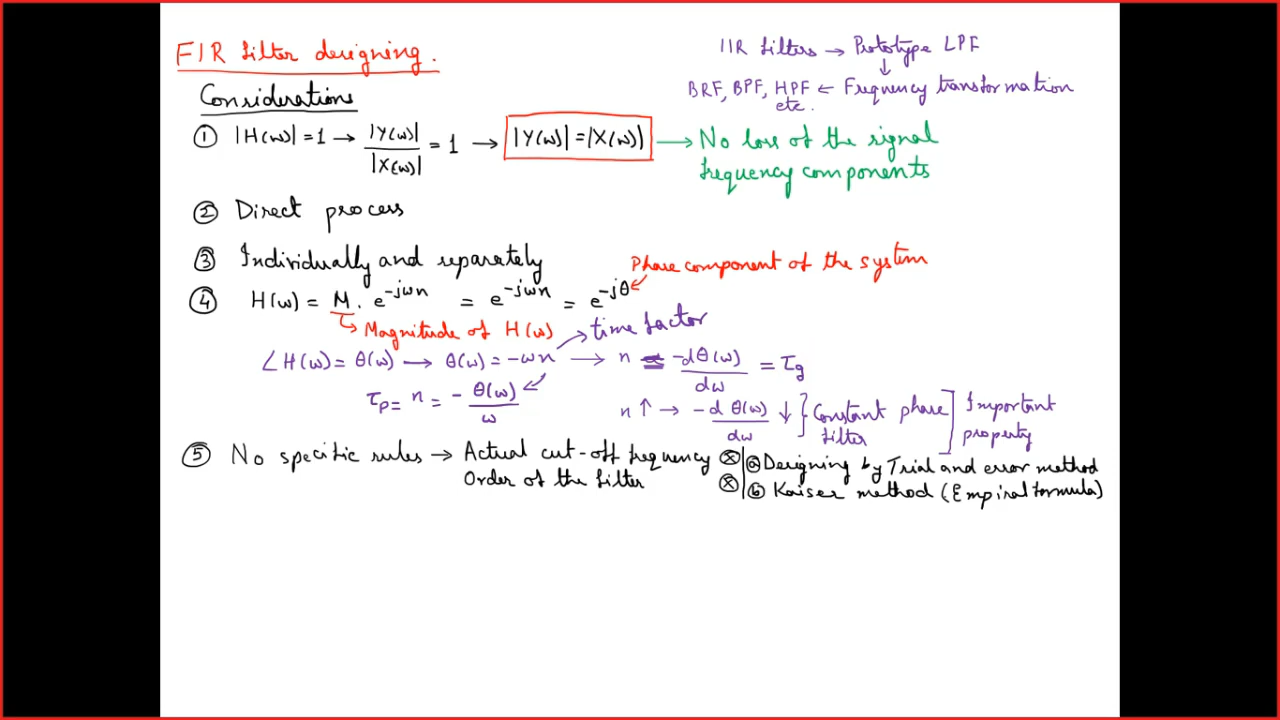 FIR filter designing.
IIR filters → Prototype LPF
↓
BRF, BPF, HPF ← Frequency transformation
etc.
Considerations
① |H(ω)| = 1 → |Y(ω)| / |X(ω)| = 1 → |Y(ω)| = |X(ω)| → No loss of the signal
frequency components
② Direct process
③ Individually and separately
Phase component of the system
④ H(ω) = M. e^-jωn = e^-jωn = e^-jθ
Magnitude of H(ω)
time factor
∠H(ω) = θ(ω) → θ(ω) = -ωn → n = -dθ(ω) / dω = τg
τp = n = - θ(ω) / ω
n ↑ → - d θ(ω) / dω ↓ } Constant phase filter ] Important property
⑤ No specific rules → Actual cut-off frequency ⓧ | ⓐ Designing by Trial and error method
Order of the filter ⓧ | ⓑ Kaiser method (Empiral formula)